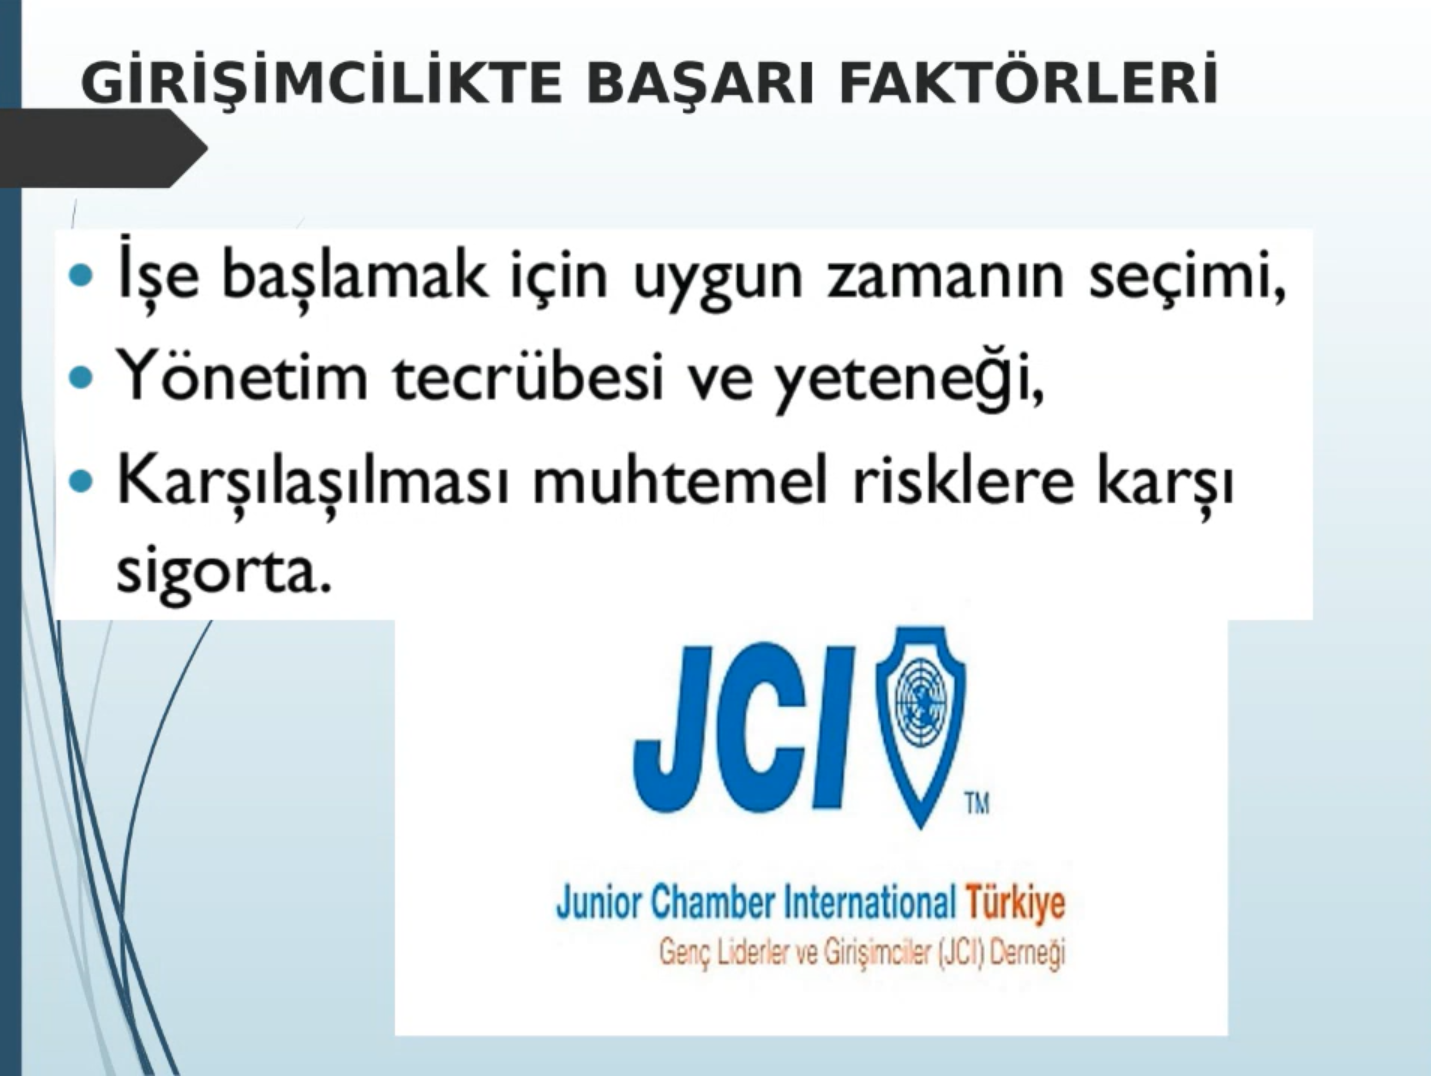 GİRİŞİMCİLİKTE BAŞARI FAKTÖRLERİ
• İşe başlamak için uygun zamanın seçimi,
• Yönetim tecrübesi ve yeteneği,
• Karşılaşılması muhtemel risklere karşı
sigorta.
JCI
TM
Junior Chamber International Türkiye
Genç Liderler ve Girişimciler (JCI) Derneği